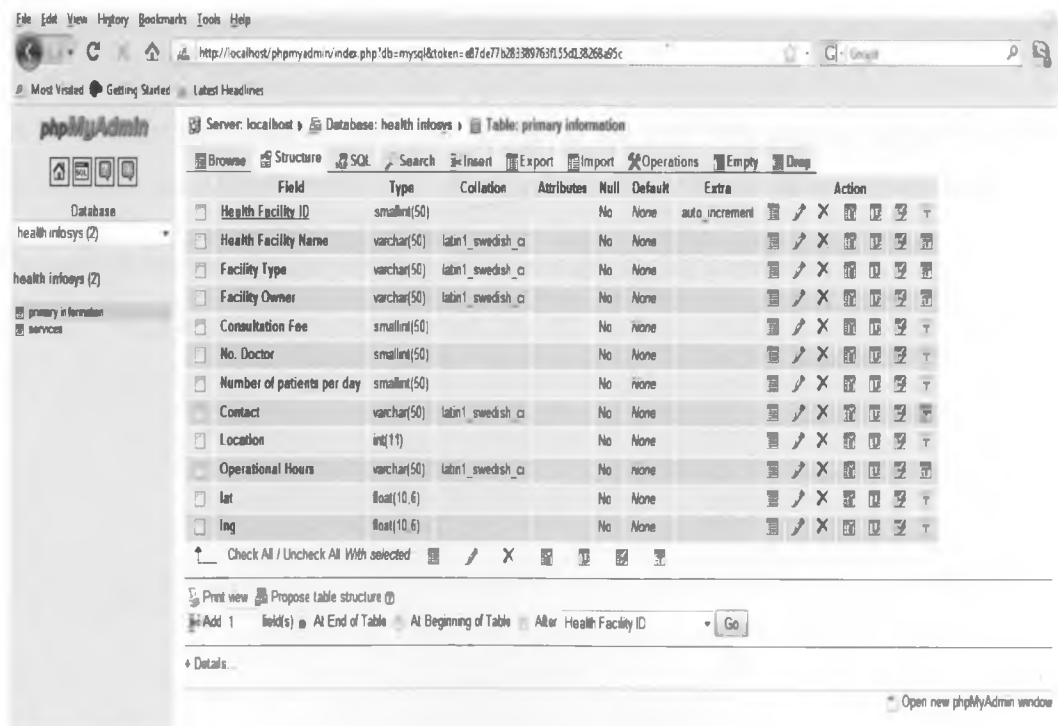 File Edit View History Bookmarks Tools Help
http://localhost/phpmyadmin/index.php?db=mysql&token=
Google
Most Visited Getting Started Latest Headlines
phpMyAdmin
Server: localhost Database: health infosys Table: primary information
Browse Structure SQL Search Insert Export Import Operations Empty Drop
Database
health infosys (2)
health infosys (2)
primary information
services
Field Type Collation Attributes Null Default Extra Action
Health Facility ID smallint(50) No None auto_increment
Health Facility Name varchar(50) latin1_swedish_ci No None
Facility Type varchar(50) latin1_swedish_ci No None
Facility Owner varchar(50) latin1_swedish_ci No None
Consultation Fee smallint(50) No None
No. Doctor smallint(50) No None
Number of patients per day smallint(50) No None
Contact varchar(50) latin1_swedish_ci No None
Location int(11) No None
Operational Hours varchar(50) latin1_swedish_ci No None
lat float(10,6) No None
lng float(10,6) No None
Check All / Uncheck All With selected
Print view Propose table structure
Add 1 field(s) At End of Table At Beginning of Table After Health Facility ID Go
+ Details...
Open new phpMyAdmin window